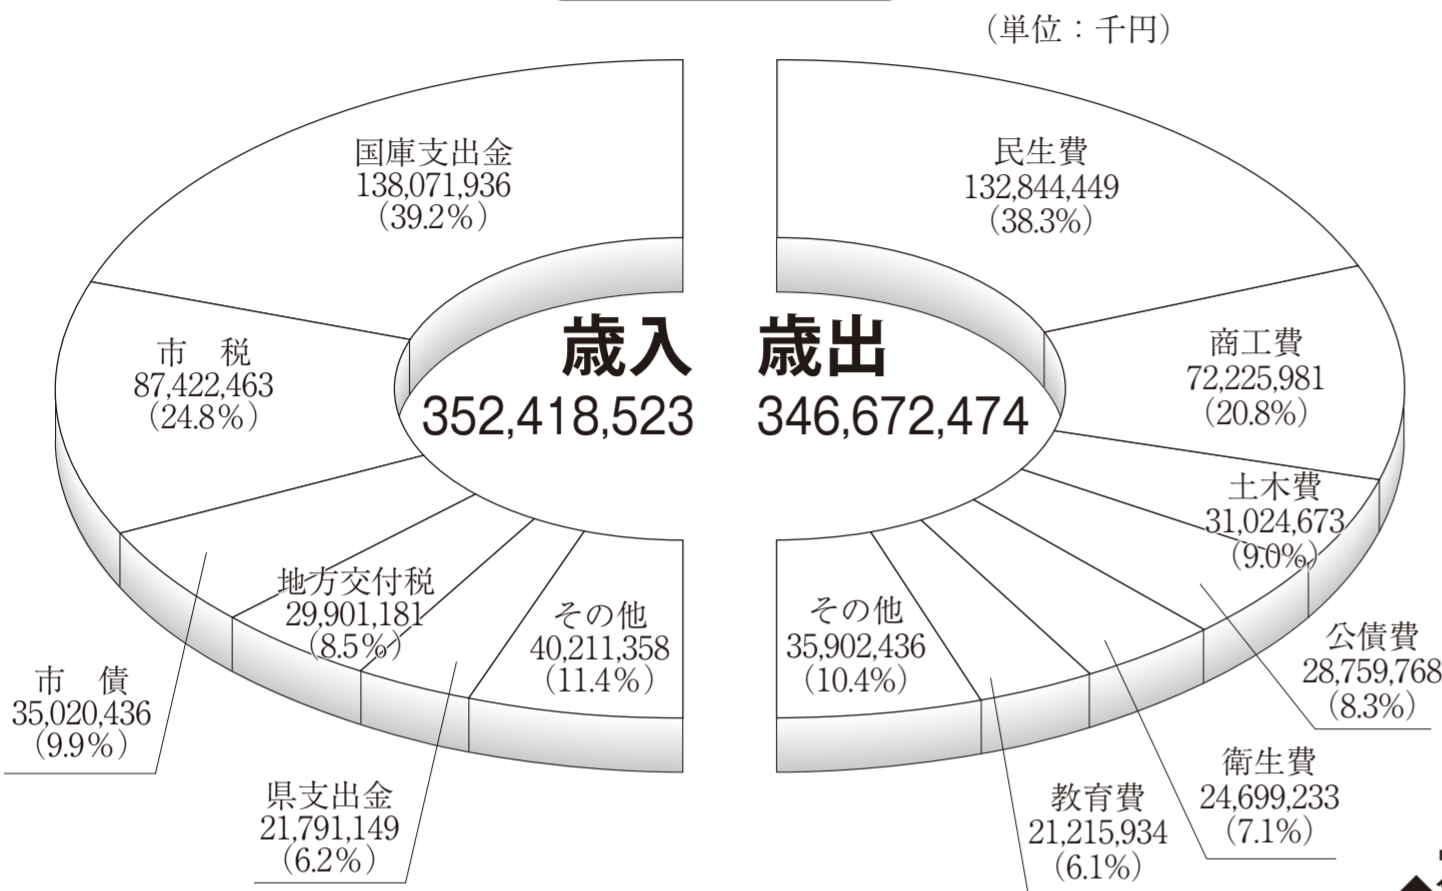 (単位：千円)
国庫支出金
138,071,936
(39.2%)
市　税
87,422,463
(24.8%)
市　債
35,020,436
(9.9%)
地方交付税
29,901,181
(8.5%)
県支出金
21,791,149
(6.2%)
その他
40,211,358
(11.4%)
歳入
352,418,523
歳出
346,672,474
民生費
132,844,449
(38.3%)
商工費
72,225,981
(20.8%)
土木費
31,024,673
(9.0%)
公債費
28,759,768
(8.3%)
衛生費
24,699,233
(7.1%)
教育費
21,215,934
(6.1%)
その他
35,902,436
(10.4%)